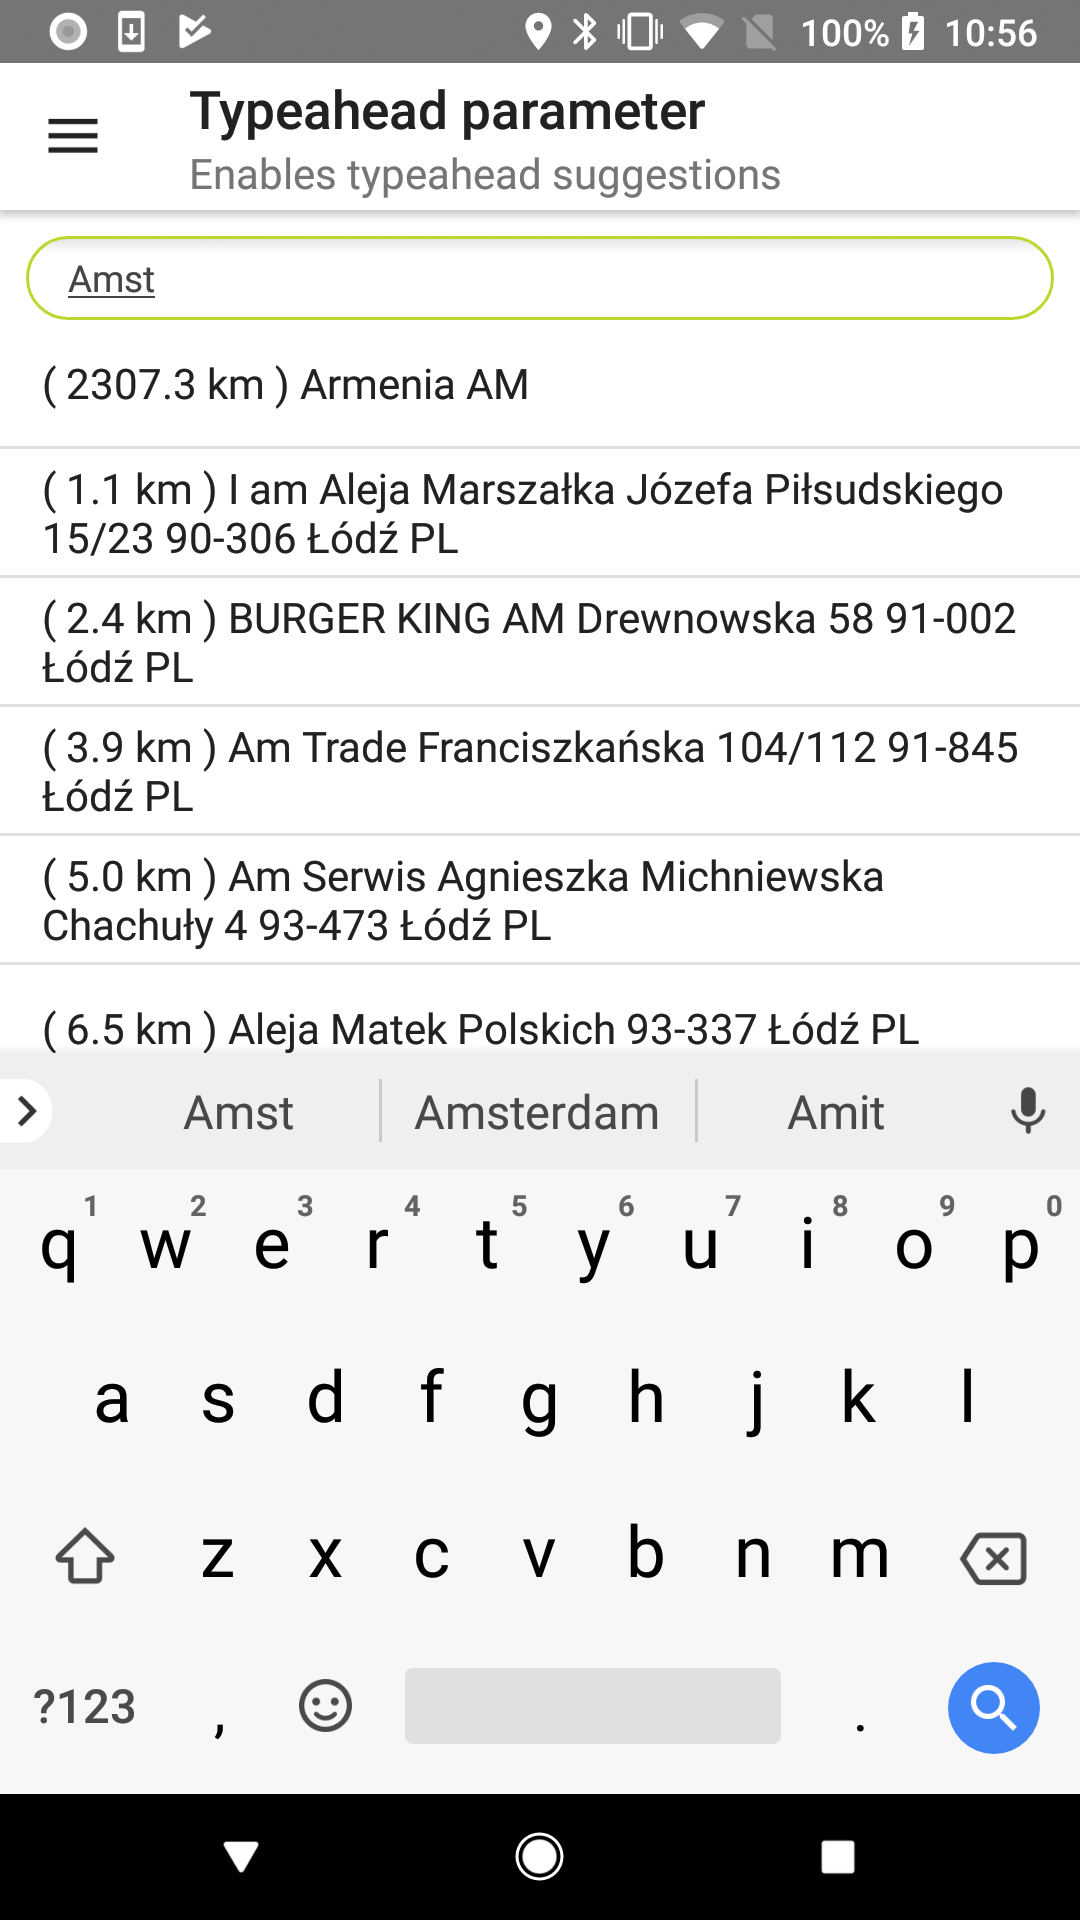 100% 10:56
Typeahead parameter
Enables typeahead suggestions
Amst
( 2307.3 km ) Armenia AM
( 1.1 km ) I am Aleja Marszałka Józefa Piłsudskiego
15/23 90-306 Łódź PL
( 2.4 km ) BURGER KING AM Drewnowska 58 91-002
Łódź PL
( 3.9 km ) Am Trade Franciszkańska 104/112 91-845
Łódź PL
( 5.0 km ) Am Serwis Agnieszka Michniewska
Chachuły 4 93-473 Łódź PL
( 6.5 km ) Aleja Matek Polskich 93-337 Łódź PL
Amst Amsterdam Amit
1 2 3 4 5 6 7 8 9 0
q w e r t y u i o p
a s d f g h j k l
z x c v b n m
?123 , .